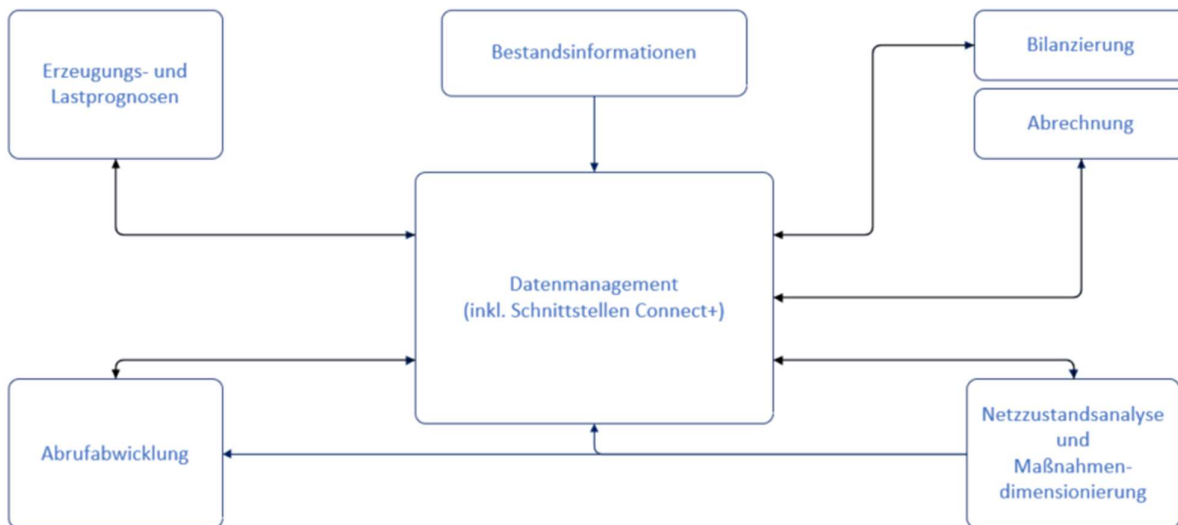 Erzeugungs- und
Lastprognosen
Bestandsinformationen
Bilanzierung
Abrechnung
Datenmanagement
(inkl. Schnittstellen Connect+)
Abrufabwicklung
Netzzustandsanalyse
und
Maßnahmen-
dimensionierung